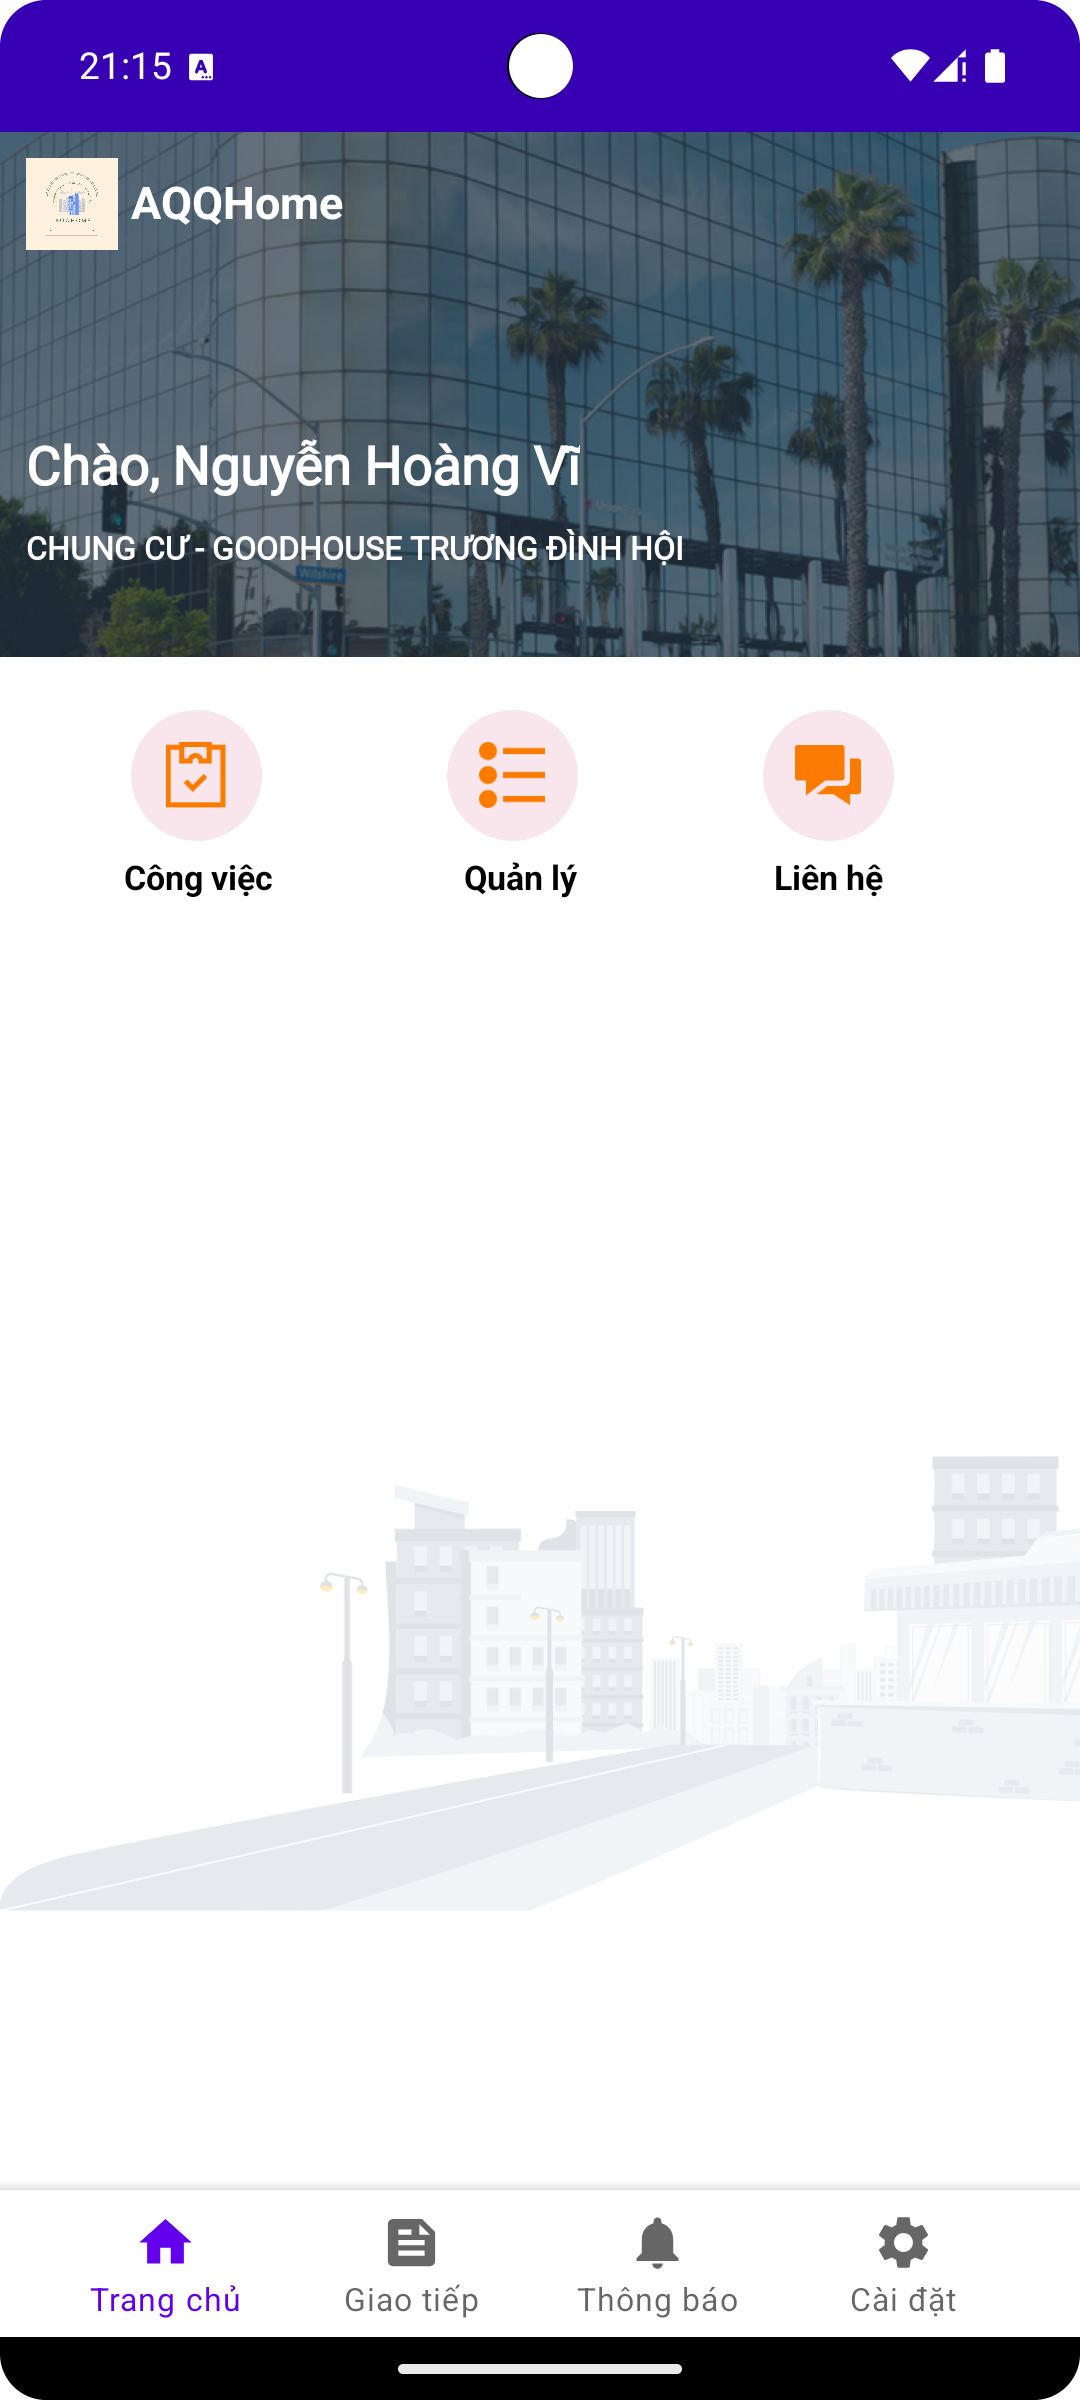 21:15
AQQHome
Chào, Nguyễn Hoàng Vĩ
CHUNG CƯ - GOODHOUSE TRƯƠNG ĐÌNH HỘI
Wilshire
Công việc
Quản lý
Liên hệ
Trang chủ
Giao tiếp
Thông báo
Cài đặt